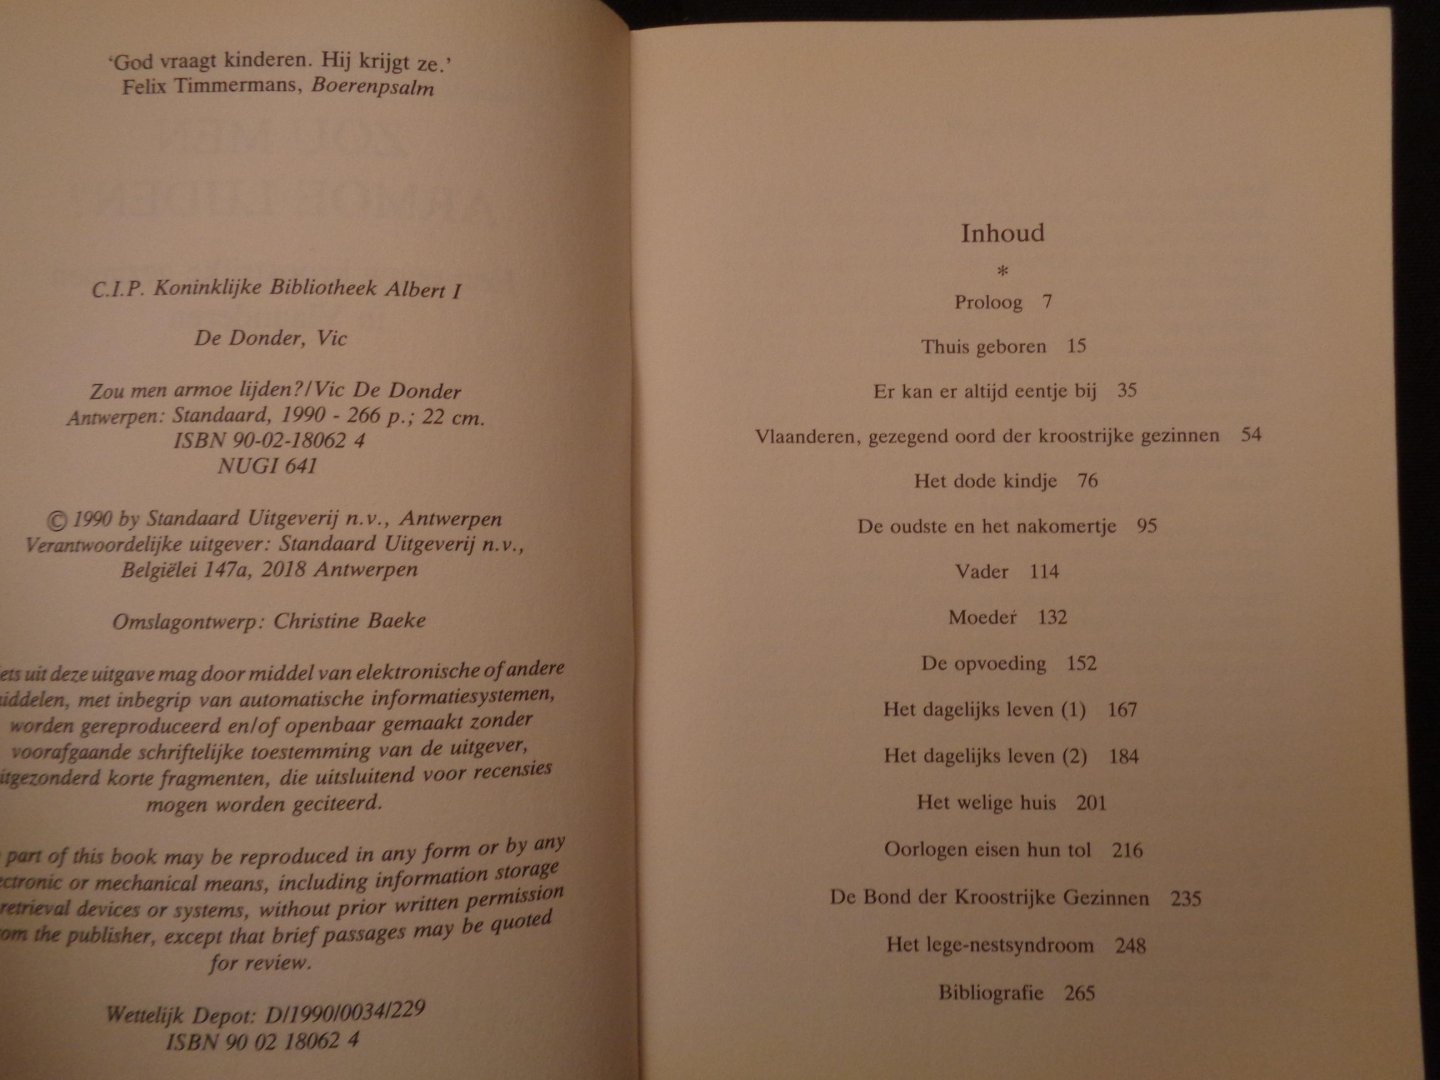 'God vraagt kinderen. Hij krijgt ze.'
Felix Timmermans, Boerenpsalm
C.I.P. Koninklijke Bibliotheek Albert I
De Donder, Vic
Zou men armoe lijden?/Vic De Donder
Antwerpen: Standaard, 1990 - 266 p.; 22 cm.
ISBN 90-02-18062 4
NUGI 641
© 1990 by Standaard Uitgeverij n.v., Antwerpen
Verantwoordelijke uitgever: Standaard Uitgeverij n.v.,
Belgiëlei 147a, 2018 Antwerpen
Omslagontwerp: Christine Baeke
uit deze uitgave mag door middel van elektronische of andere
met inbegrip van automatische informatiesystemen,
worden gereproduceerd en/of openbaar gemaakt zonder
voorafgaande schriftelijke toestemming van de uitgever,
korte fragmenten, die uitsluitend voor recensies
mogen worden geciteerd.
part of this book may be reproduced in any form or by any
or mechanical means, including information storage
retrieval devices or systems, without prior written permission
the publisher, except that brief passages may be quoted
for review.
Wettelijk Depot: D/1990/0034/229
ISBN 90 02 18062 4
Inhoud
*
Proloog 7
Thuis geboren 15
Er kan er altijd eentje bij 35
Vlaanderen, gezegend oord der kroostrijke gezinnen 54
Het dode kindje 76
De oudste en het nakomertje 95
Vader 114
Moeder 132
De opvoeding 152
Het dagelijks leven (1) 167
Het dagelijks leven (2) 184
Het welige huis 201
Oorlogen eisen hun tol 216
De Bond der Kroostrijke Gezinnen 235
Het lege-nestsyndroom 248
Bibliografie 265